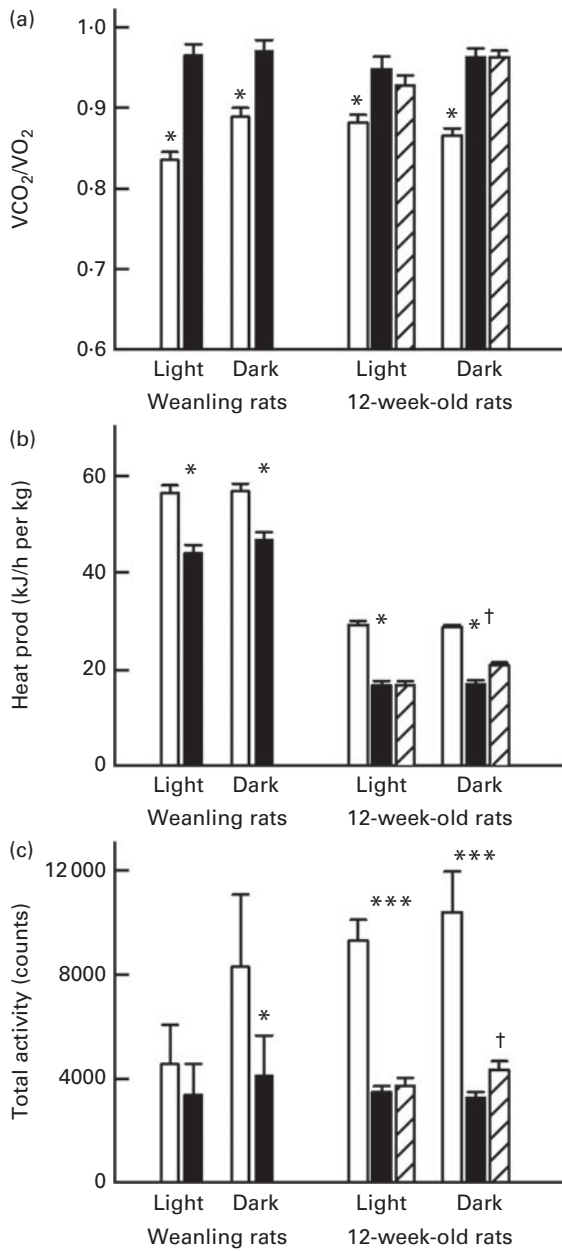 (a)
1·0
0·9
0·8
0·7
0·6
VCO2/VO2
* * * *
Light Dark Light Dark
Weanling rats 12-week-old rats
(b)
60
40
20
0
Heat prod (kJ/h per kg)
* * * *†
Light Dark Light Dark
Weanling rats 12-week-old rats
(c)
12 000
8000
4000
0
Total activity (counts)
* *** *** †
Light Dark Light Dark
Weanling rats 12-week-old rats